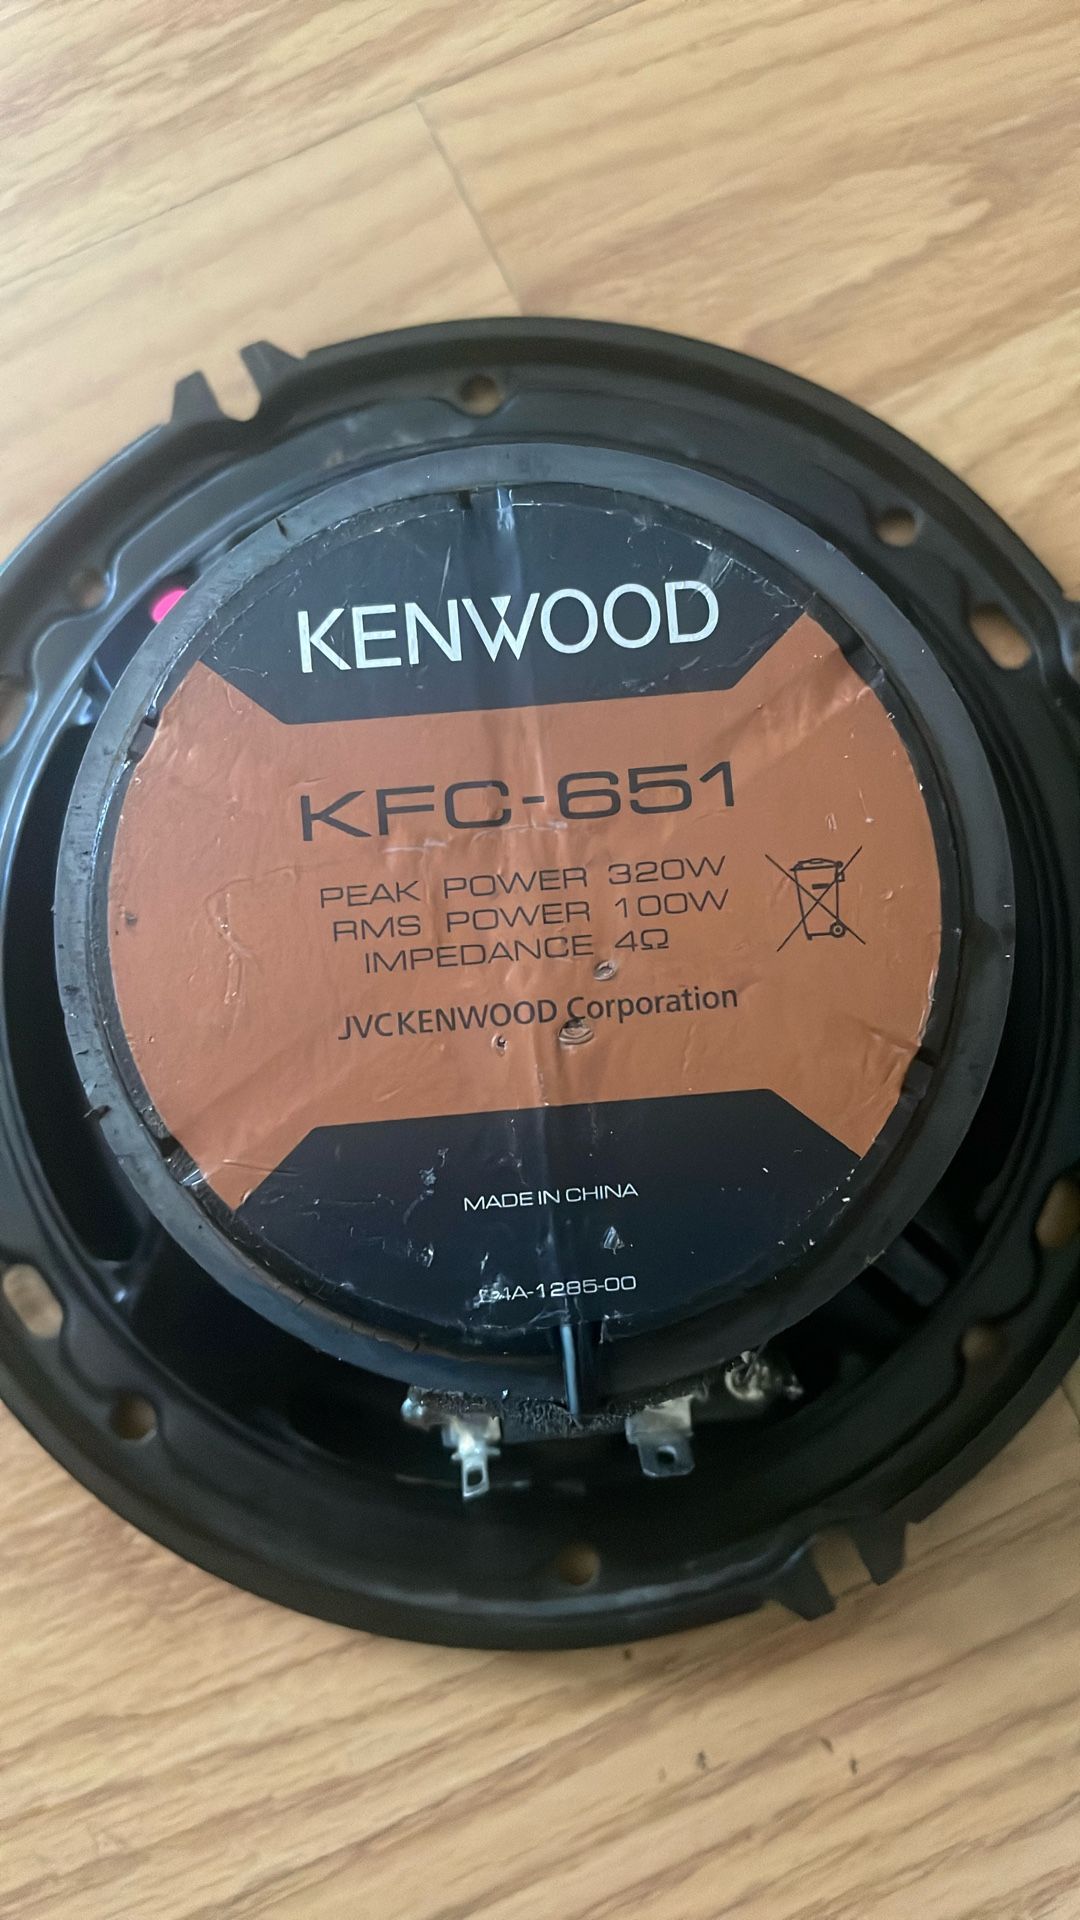 KENWOOD
KFC-651
PEAK POWER 320W
RMS POWER 100W
IMPEDANCE 4Ω
JVCKENWOOD Corporation
MADE IN CHINA